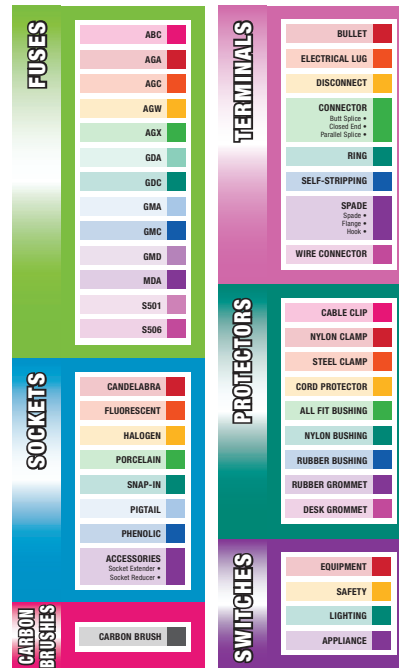 FUSES
ABC
AGA
AGC
AGW
AGX
GDA
GDC
GMA
GMC
GMD
MDA
S501
S506
SOCKETS
CANDELABRA
FLUORESCENT
HALOGEN
PORCELAIN
SNAP-IN
PIGTAIL
PHENOLIC
ACCESSORIES
Socket Extender •
Socket Reducer •
CARBON
BRUSHES
CARBON BRUSH
TERMINALS
BULLET
ELECTRICAL LUG
DISCONNECT
CONNECTOR
Butt Splice •
Closed End •
Parallel Splice •
RING
SELF-STRIPPING
SPADE
Spade •
Flange •
Hook •
WIRE CONNECTOR
PROTECTORS
CABLE CLIP
NYLON CLAMP
STEEL CLAMP
CORD PROTECTOR
ALL FIT BUSHING
NYLON BUSHING
RUBBER BUSHING
RUBBER GROMMET
DESK GROMMET
SWITCHES
EQUIPMENT
SAFETY
LIGHTING
APPLIANCE